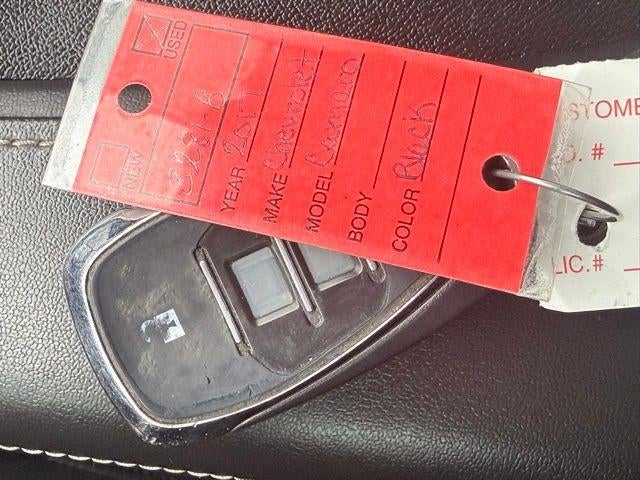 USED
NEW
3281-B
YEAR 2017
MAKE Chevrolet
MODEL Camaro
BODY
COLOR Black
STOME
O. #
LIC. #